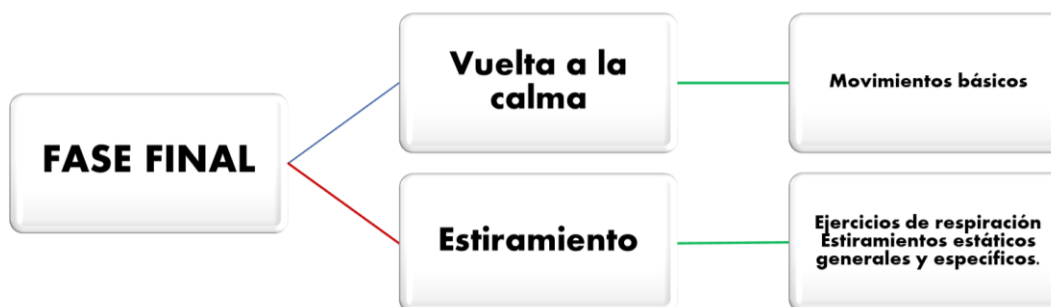 FASE FINAL
Vuelta a la
calma
Movimientos básicos
Estiramiento
Ejercicios de respiración
Estiramientos estáticos
generales y específicos.